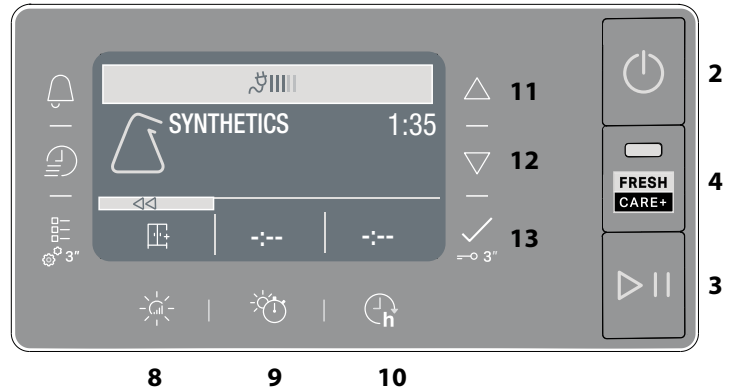 2
11
SYNTHETICS 1:35
12
FRESH
CARE+
4
-:-- -:--
13
3"
3"
3
h
8 9 10